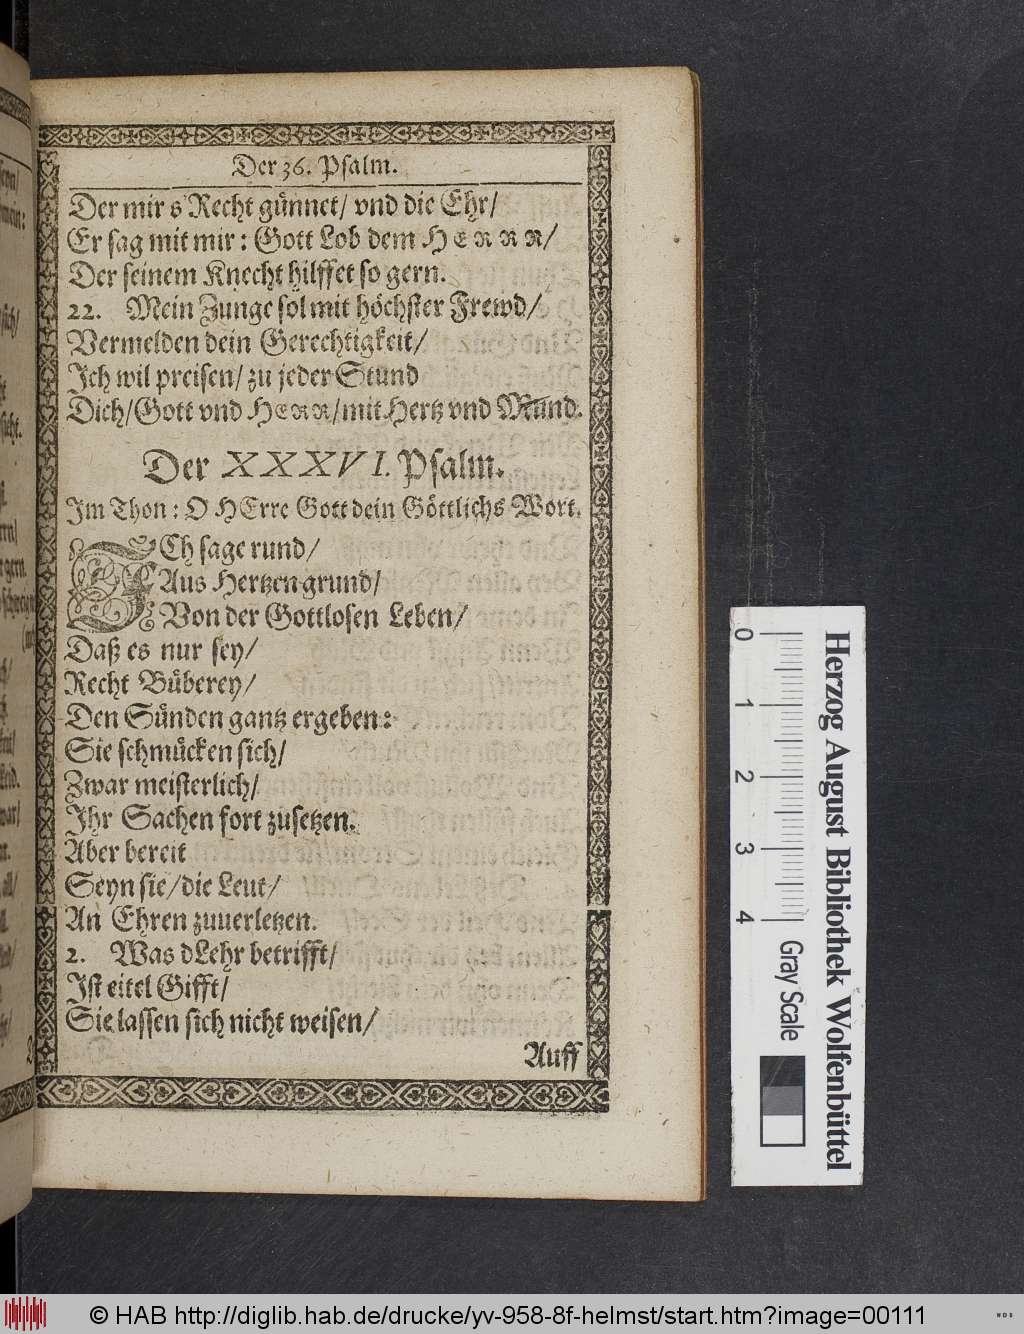 Der 36. Psalm.
Der mir s Recht günnet/ vnd die Ehr/
Er sag mit mir: Gott Lob dem HERRR/
Der seinem Knecht hilffet so gern.
22. Mein Zunge sol mit höchster Frewd/
Vermelden dein Gerechtigkeit/
Ich wil preisen/ zu jeder Stund
Dich/Gott vnd HERR/mit Hertz vnd Mund.
Der XXXVI. Psalm.
Im Thon: O HErre Gott dein Göttlichs Wort.
ICh sage rund/
Aus Hertzen grund/
Von der Gottlosen Leben/
Daß es nur sey/
Recht Büberey/
Den Sünden gantz ergeben:
Sie schmücken sich/
Zwar meisterlich/
Ihr Sachen fort zusetzen.
Aber bereit
Seyn sie/die Leut/
An Ehren zuuerletzen.
2. Was dLehr betrifft/
Ist eitel Gifft/
Sie lassen sich nicht weisen/
Auff
Herzog August Bibliothek Wolfenbüttel
0 1 2 3 4
Gray Scale
© HAB http://diglib.hab.de/drucke/yv-958-8f-helmst/start.htm?image=00111